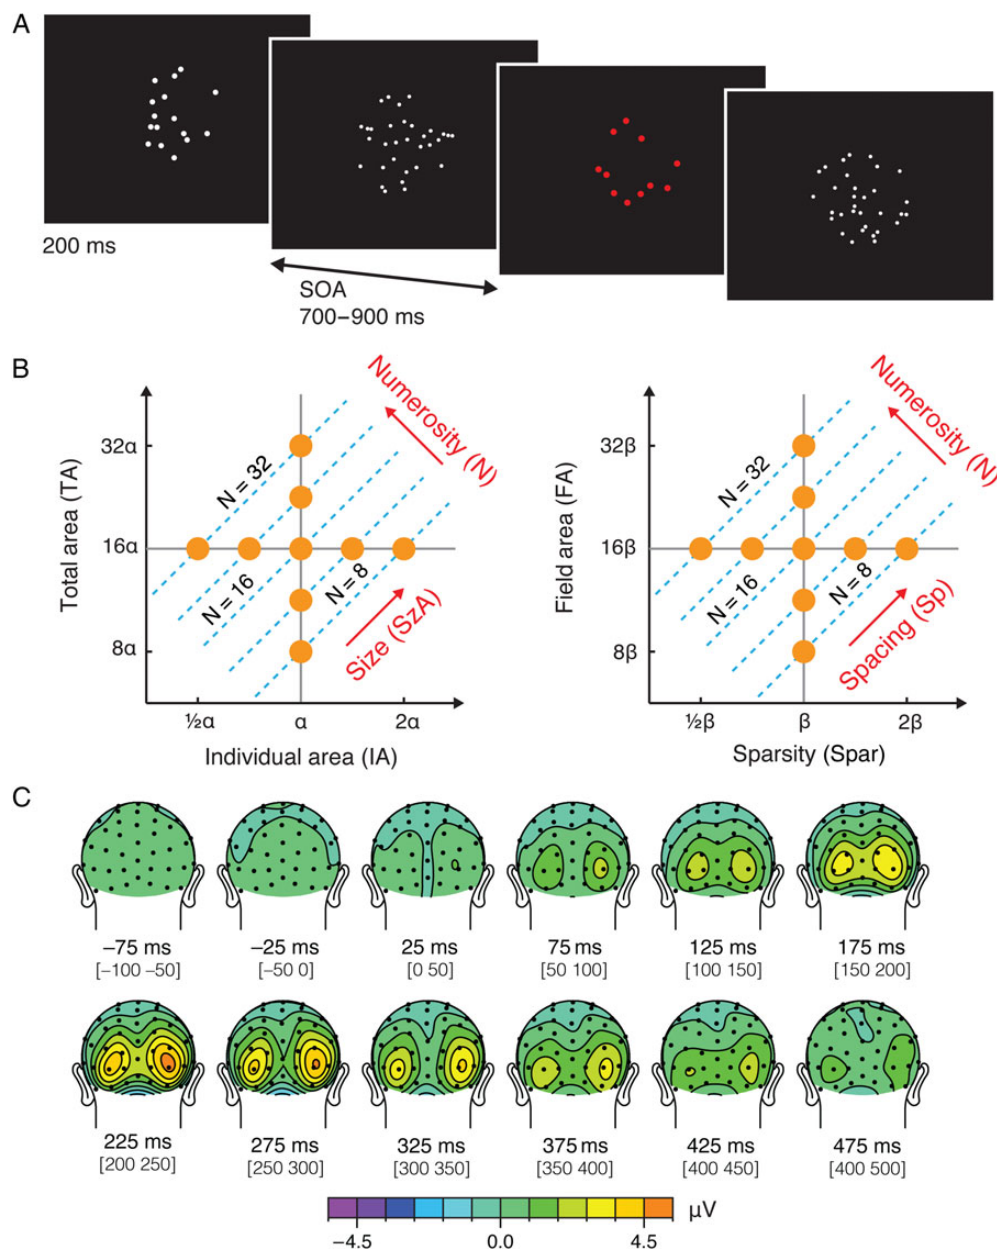 A
200 ms
SOA
700–900 ms
B
Total area (TA)
32α
16α
8α
½α
α
2α
Individual area (IA)
N = 32
N = 16
N = 8
Numerosity (N)
Size (SzA)
Field area (FA)
32β
16β
8β
½β
β
2β
Sparsity (Spar)
N = 32
N = 16
N = 8
Numerosity (N)
Spacing (Sp)
C
–75 ms
[–100 –50]
–25 ms
[–50 0]
25 ms
[0 50]
75 ms
[50 100]
125 ms
[100 150]
175 ms
[150 200]
225 ms
[200 250]
275 ms
[250 300]
325 ms
[300 350]
375 ms
[350 400]
425 ms
[400 450]
475 ms
[400 500]
–4.5
0.0
4.5
μV